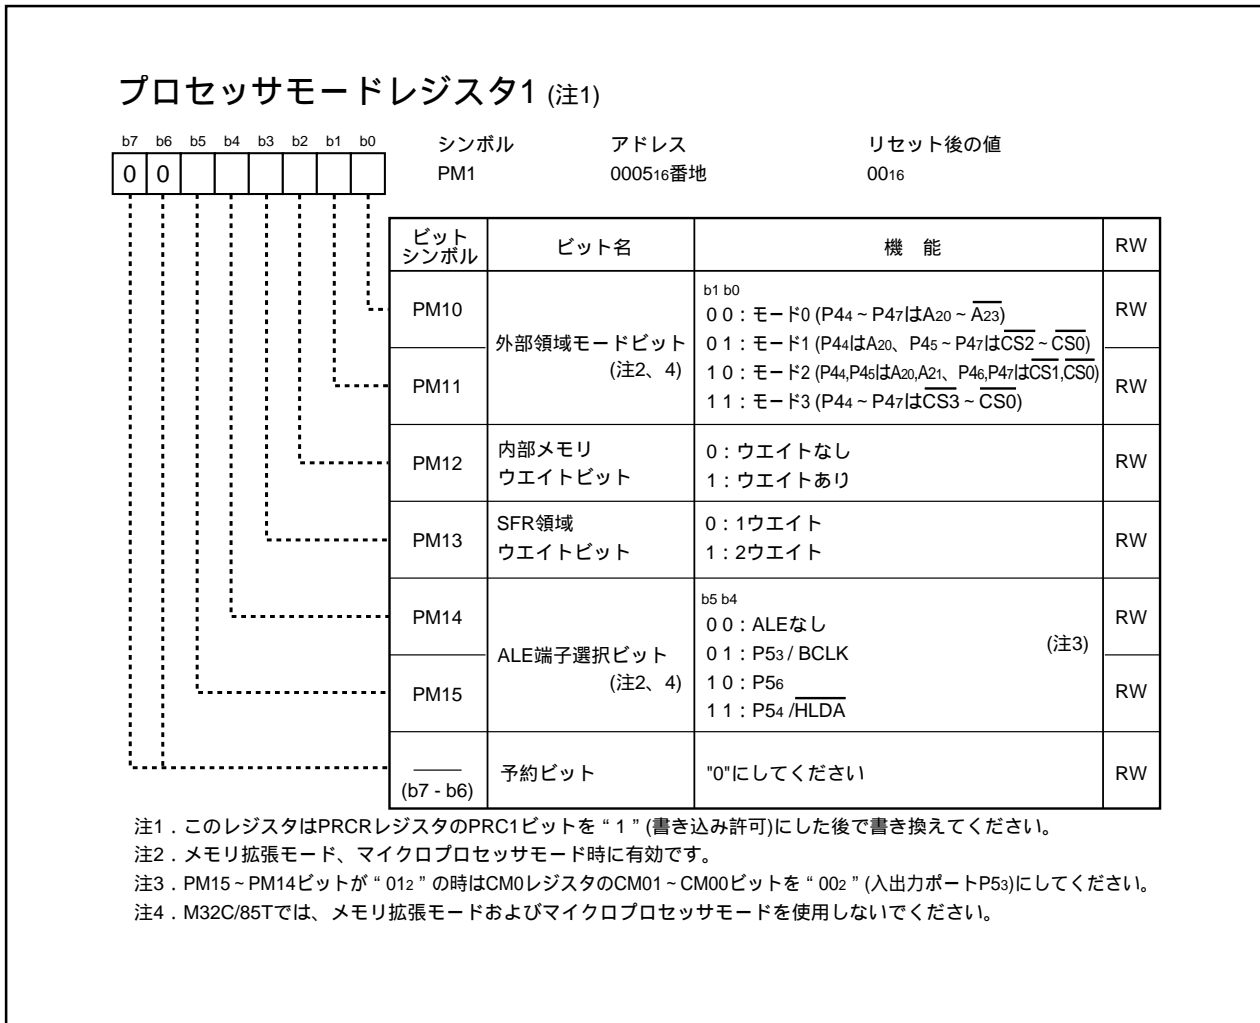 プロセッサモードレジスタ1 (注1)
b7 b6 b5 b4 b3 b2 b1 b0
0 0
シンボル アドレス リセット後の値
PM1 000516番地 0016
ビット
シンボル
ビット名
機 能
RW
PM10
PM11
外部領域モードビット
(注2、4)
b1 b0
0 0:モード0 (P44~P47はA20~A̅2̅3̅)
0 1:モード1 (P44はA20、P45~P47はC̅S̅2̅~C̅S̅0̅)
1 0:モード2 (P44,P45はA20,A21、P46,P47はC̅S̅1̅,C̅S̅0̅)
1 1:モード3 (P44~P47はC̅S̅3̅~C̅S̅0̅)
RW
RW
PM12
内部メモリ
ウエイトビット
0:ウエイトなし
1:ウエイトあり
RW
PM13
SFR領域
ウエイトビット
0:1ウエイト
1:2ウエイト
RW
PM14
PM15
ALE端子選択ビット
(注2、4)
b5 b4
0 0:ALEなし
0 1:P53 / BCLK
1 0:P56
1 1:P54 /H̅L̅D̅A̅
(注3)
RW
RW
(b7 - b6)
予約ビット
"0"にしてください
RW
注1.このレジスタはPRCRレジスタのPRC1ビットを“1”(書き込み許可)にした後で書き換えてください。
注2.メモリ拡張モード、マイクロプロセッサモード時に有効です。
注3.PM15~PM14ビットが“012”の時はCM0レジスタのCM01~CM00ビットを“002”(入出力ポートP53)にしてください。
注4.M32C/85Tでは、メモリ拡張モードおよびマイクロプロセッサモードを使用しないでください。